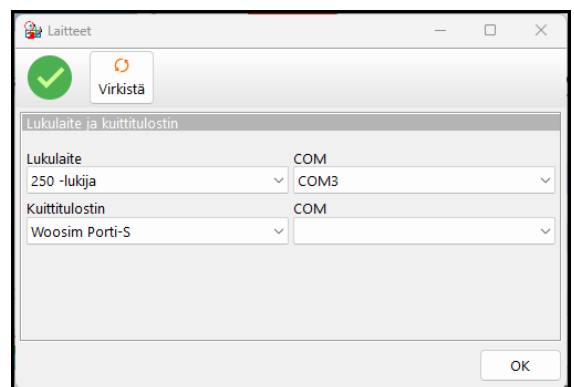 Laitteet
Virkistä
Lukulaite ja kuittitulostin
Lukulaite COM
250 -lukija COM3
Kuittitulostin COM
Woosim Porti-S
OK